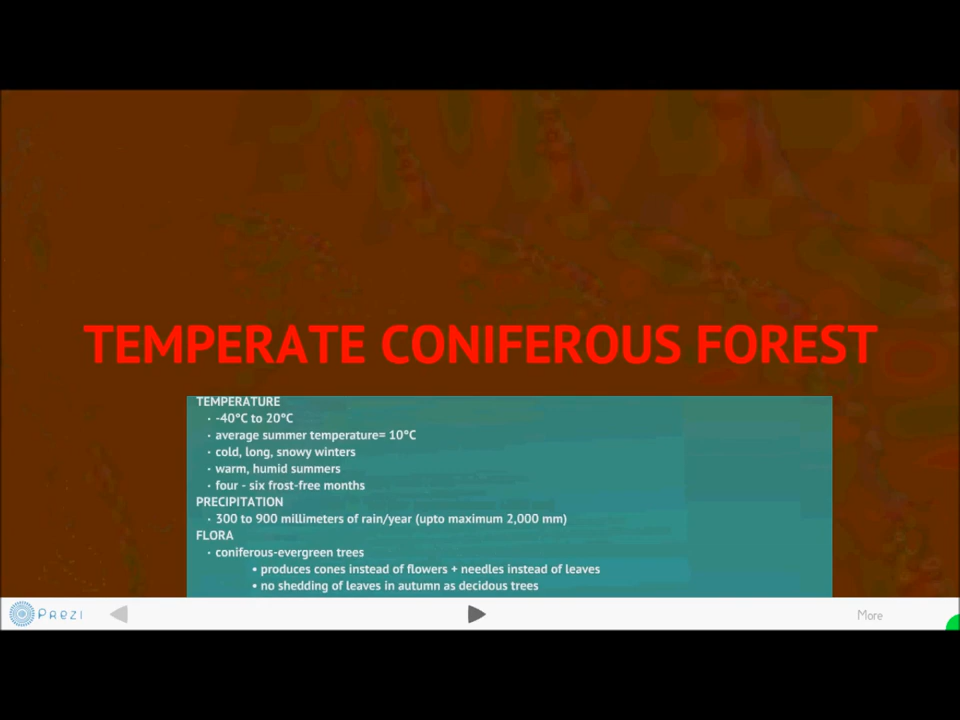 TEMPERATE CONIFEROUS FOREST
TEMPERATURE
· -40°C to 20°C
· average summer temperature= 10°C
· cold, long, snowy winters
· warm, humid summers
· four - six frost-free months
PRECIPITATION
· 300 to 900 millimeters of rain/year (upto maximum 2,000 mm)
FLORA
· coniferous-evergreen trees
• produces cones instead of flowers + needles instead of leaves
• no shedding of leaves in autumn as decidous trees
PREZI
More